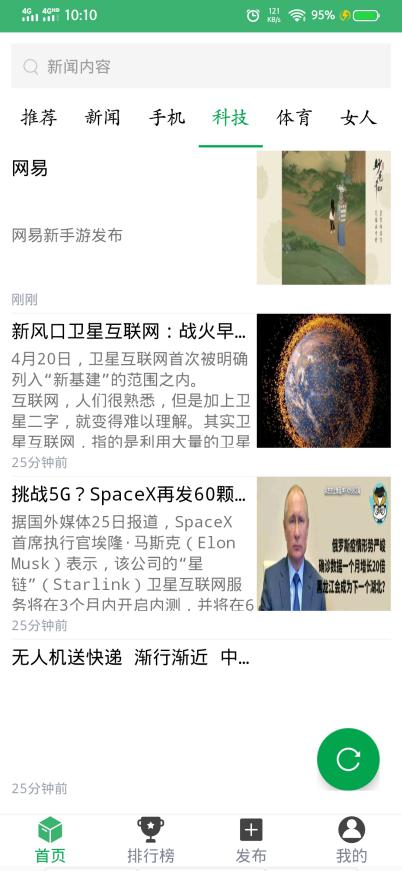 4G 4GHD 10:10 121 KB/s 95%
新闻内容
推荐 新闻 手机 科技 体育 女人
网易
网易新手游发布
刚刚
新风口卫星互联网：战火早...
4月20日，卫星互联网首次被明确
列入“新基建”的范围之内。
互联网，人们很熟悉，但是加上卫
星二字，就变得难以理解。其实卫
星互联网，指的是利用大量的卫星
25分钟前
挑战5G？SpaceX再发60颗...
据国外媒体25日报道，SpaceX
首席执行官埃隆·马斯克（Elon
Musk）表示，该公司的“星
链”（Starlink）卫星互联网服
务将在3个月内开启内测，并将在6
俄罗斯疫情形势严峻
确诊数据一个月增长20倍
黑龙江会成为下一个湖北？
25分钟前
无人机送快递 渐行渐近 中...
25分钟前
首页 排行榜 发布 我的